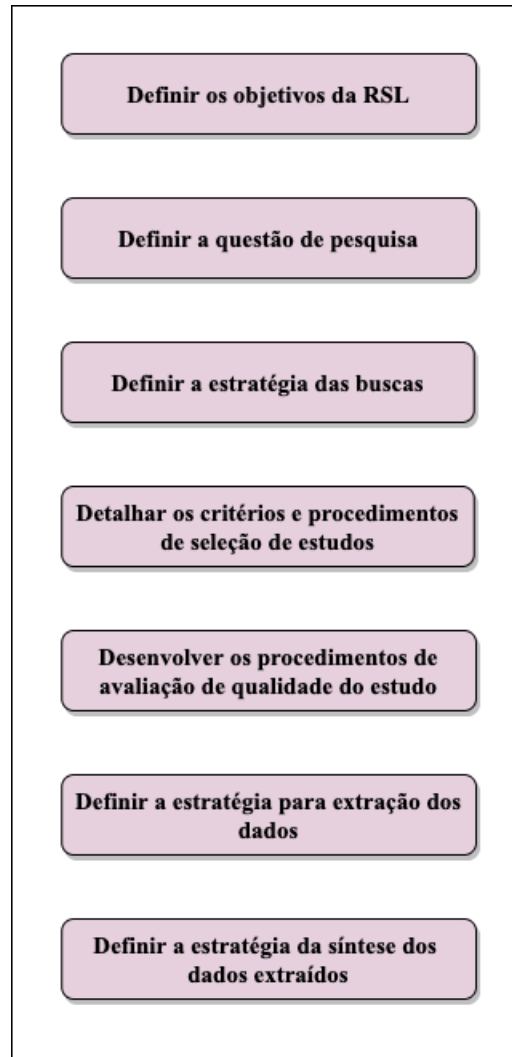 Definir os objetivos da RSL
Definir a questão de pesquisa
Definir a estratégia das buscas
Detalhar os critérios e procedimentos
de seleção de estudos
Desenvolver os procedimentos de
avaliação de qualidade do estudo
Definir a estratégia para extração dos
dados
Definir a estratégia da síntese dos
dados extraídos